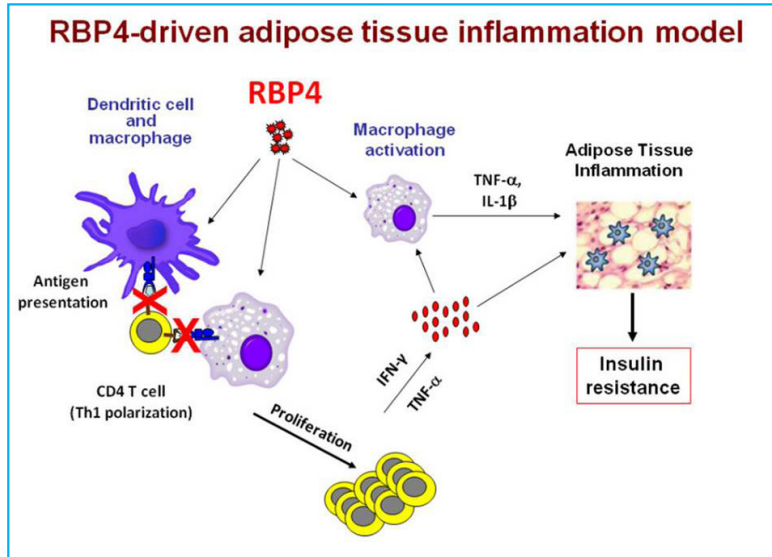 RBP4-driven adipose tissue inflammation model
Dendritic cell
and
macrophage
RBP4
Macrophage
activation
TNF-α,
IL-1β
Adipose Tissue
Inflammation
Antigen
presentation
CD4 T cell
(Th1 polarization)
Proliferation
IFN-γ
TNF-α
Insulin
resistance